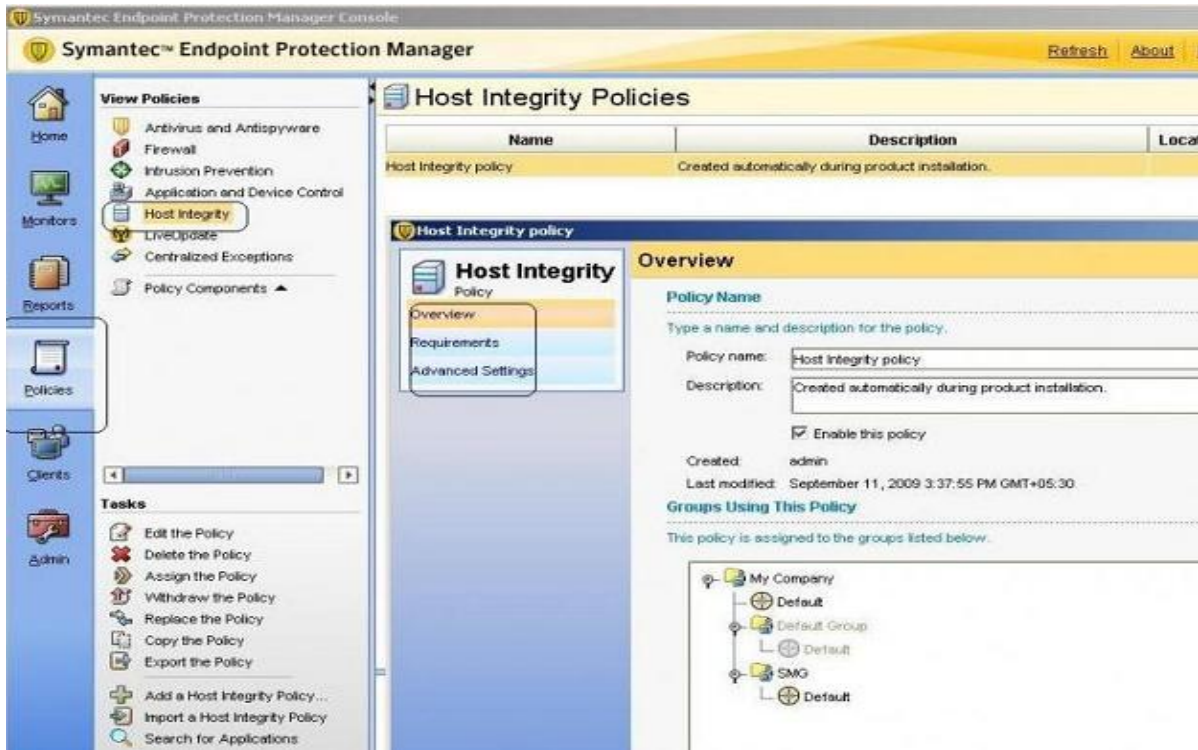 Symantec Endpoint Protection Manager Console
Symantec™ Endpoint Protection Manager
Refresh About
Home
Monitors
Reports
Policies
Clients
Admin
View Policies
Antivirus and Antispyware
Firewall
Intrusion Prevention
Application and Device Control
Host Integrity
LiveUpdate
Centralized Exceptions
Policy Components
Tasks
Edit the Policy
Delete the Policy
Assign the Policy
Withdraw the Policy
Replace the Policy
Copy the Policy
Export the Policy
Add a Host Integrity Policy...
Import a Host Integrity Policy
Search for Applications
Host Integrity Policies
Name Description Locat
Host Integrity policy Created automatically during product installation.
Host Integrity policy
Host Integrity
Policy
Overview
Requirements
Advanced Settings
Overview
Policy Name
Type a name and description for the policy.
Policy name: Host Integrity policy
Description: Created automatically during product installation.
Enable this policy
Created: admin
Last modified: September 11, 2009 3:37:55 PM GMT+05:30
Groups Using This Policy
This policy is assigned to the groups listed below.
My Company
Default
Default Group
Default
SMG
Default